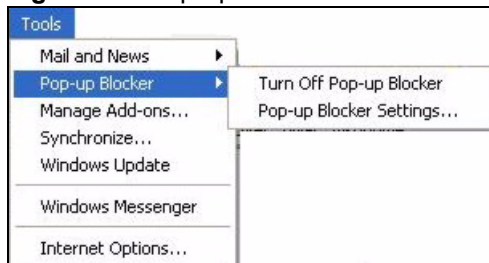 Tools
Mail and News
Pop-up Blocker
Turn Off Pop-up Blocker
Manage Add-ons...
Pop-up Blocker Settings...
Synchronize...
Windows Update
Windows Messenger
Internet Options...